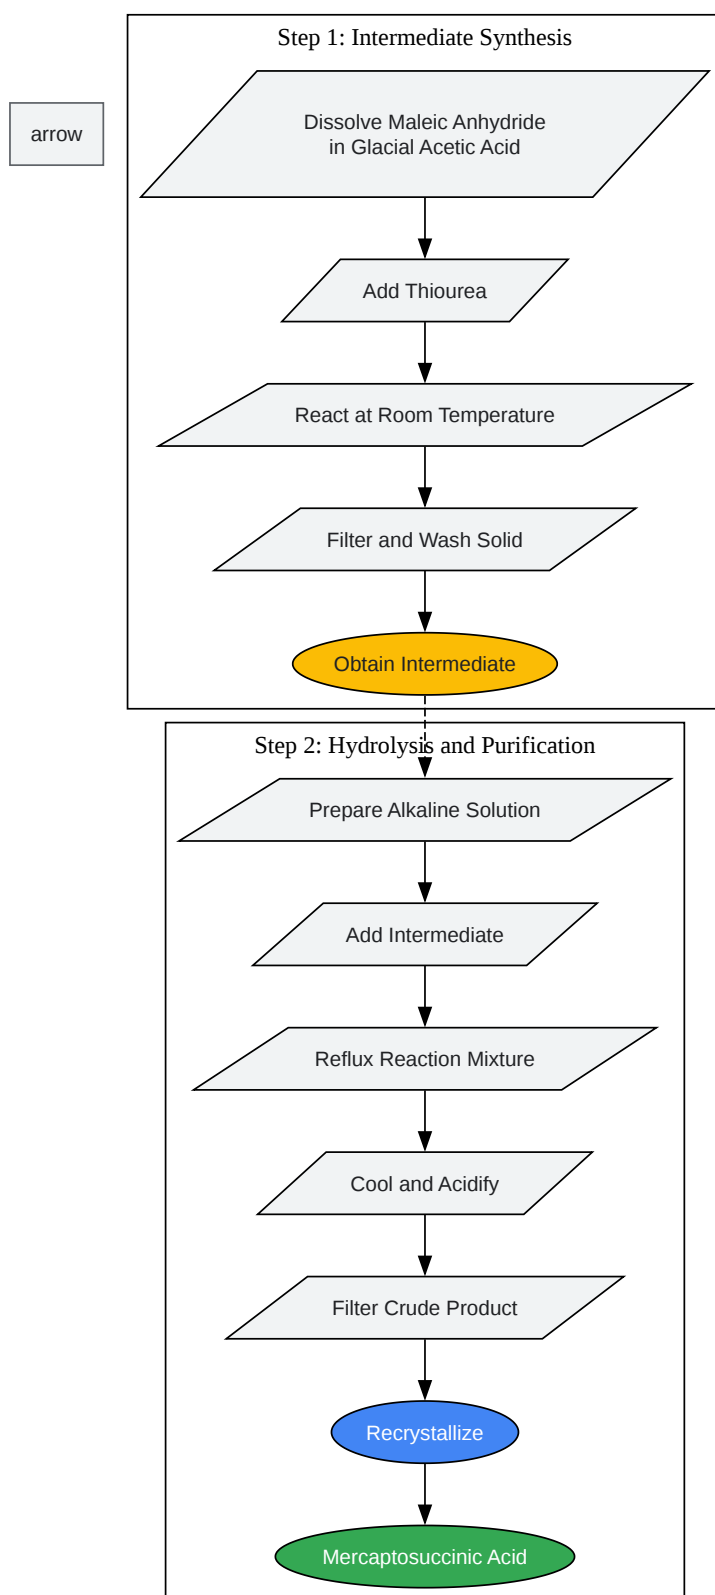 Step 1: Intermediate Synthesis
arrow
Dissolve Maleic Anhydride
in Glacial Acetic Acid
Add Thiourea
React at Room Temperature
Filter and Wash Solid
Obtain Intermediate
Step 2: Hydrolysis and Purification
Prepare Alkaline Solution
Add Intermediate
Reflux Reaction Mixture
Cool and Acidify
Filter Crude Product
Recrystallize
Mercaptosuccinic Acid